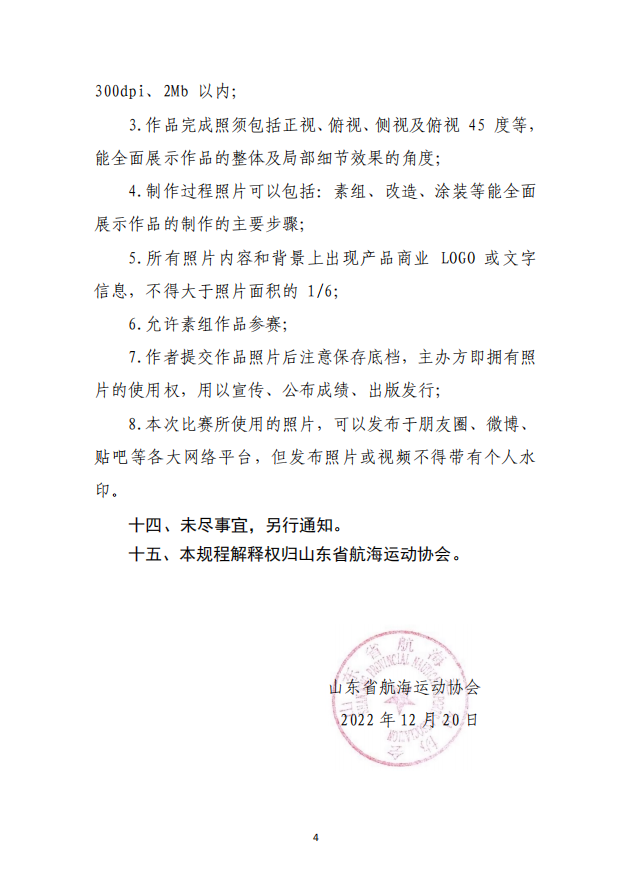 300dpi、2Mb 以内；
3.作品完成照须包括正视、俯视、侧视及俯视 45 度等，
能全面展示作品的整体及局部细节效果的角度；
4.制作过程照片可以包括：素组、改造、涂装等能全面
展示作品的制作的主要步骤；
5.所有照片内容和背景上出现产品商业 LOGO 或文字
信息，不得大于照片面积的 1/6；
6.允许素组作品参赛；
7.作者提交作品照片后注意保存底档，主办方即拥有照
片的使用权，用以宣传、公布成绩、出版发行；
8.本次比赛所使用的照片，可以发布于朋友圈、微博、
贴吧等各大网络平台，但发布照片或视频不得带有个人水
印。
十四、未尽事宜，另行通知。
十五、本规程解释权归山东省航海运动协会。
山东省航海
协会
PROVINCIAL
山东省航海运动协会
2022 年 12 月 20 日
4